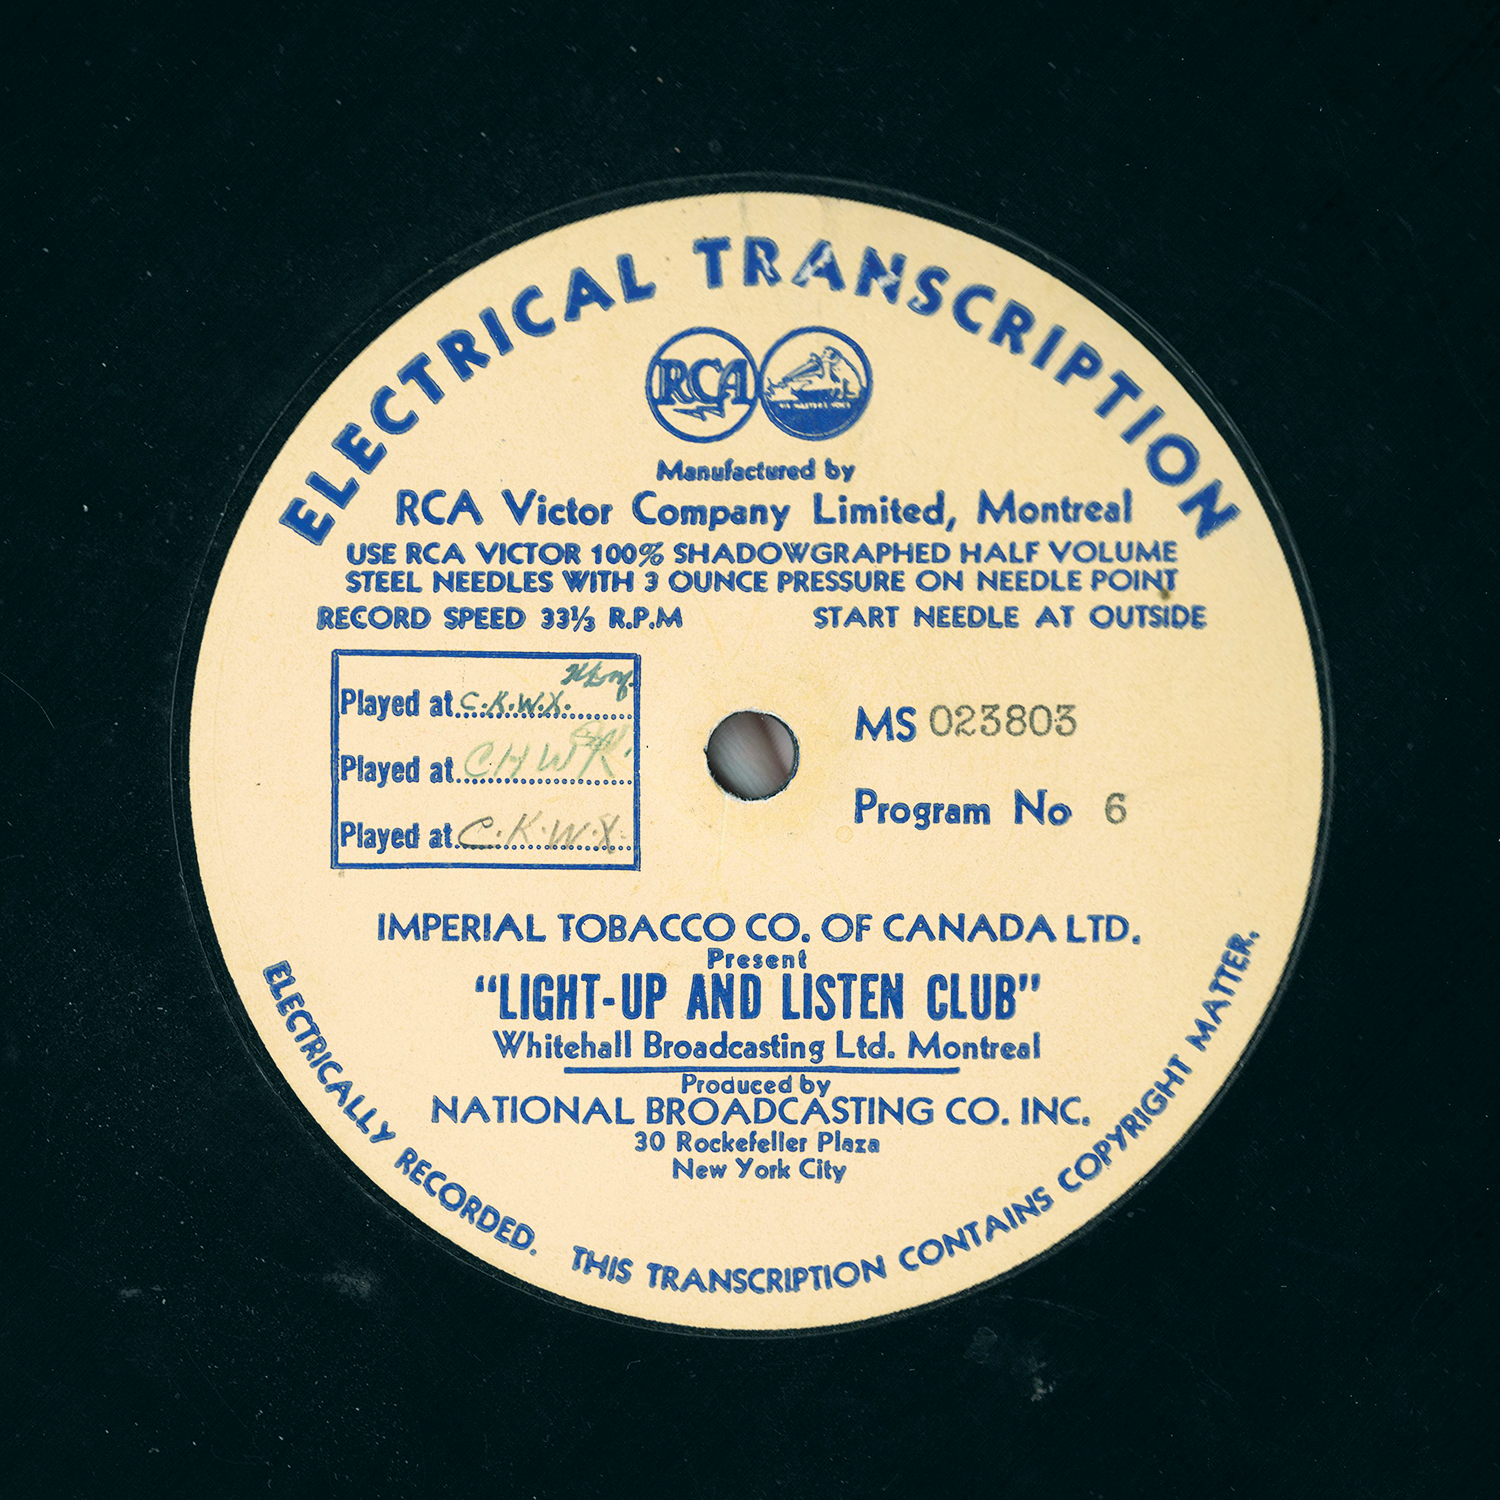 ELECTRICAL TRANSCRIPTION
RCA
HIS MASTER'S VOICE
Manufactured by
RCA Victor Company Limited, Montreal
USE RCA VICTOR 100% SHADOWGRAPHED HALF VOLUME
STEEL NEEDLES WITH 3 OUNCE PRESSURE ON NEEDLE POINT
RECORD SPEED 33⅓ R.P.M
START NEEDLE AT OUTSIDE
Played at C.K.W.X.
Played at CHWK
Played at C.K.W.X.
MS 023803
Program No 6
IMPERIAL TOBACCO CO. OF CANADA LTD.
Present
“LIGHT-UP AND LISTEN CLUB”
Whitehall Broadcasting Ltd. Montreal
Produced by
NATIONAL BROADCASTING CO. INC.
30 Rockefeller Plaza
New York City
ELECTRICALLY RECORDED. THIS TRANSCRIPTION CONTAINS COPYRIGHT MATTER.